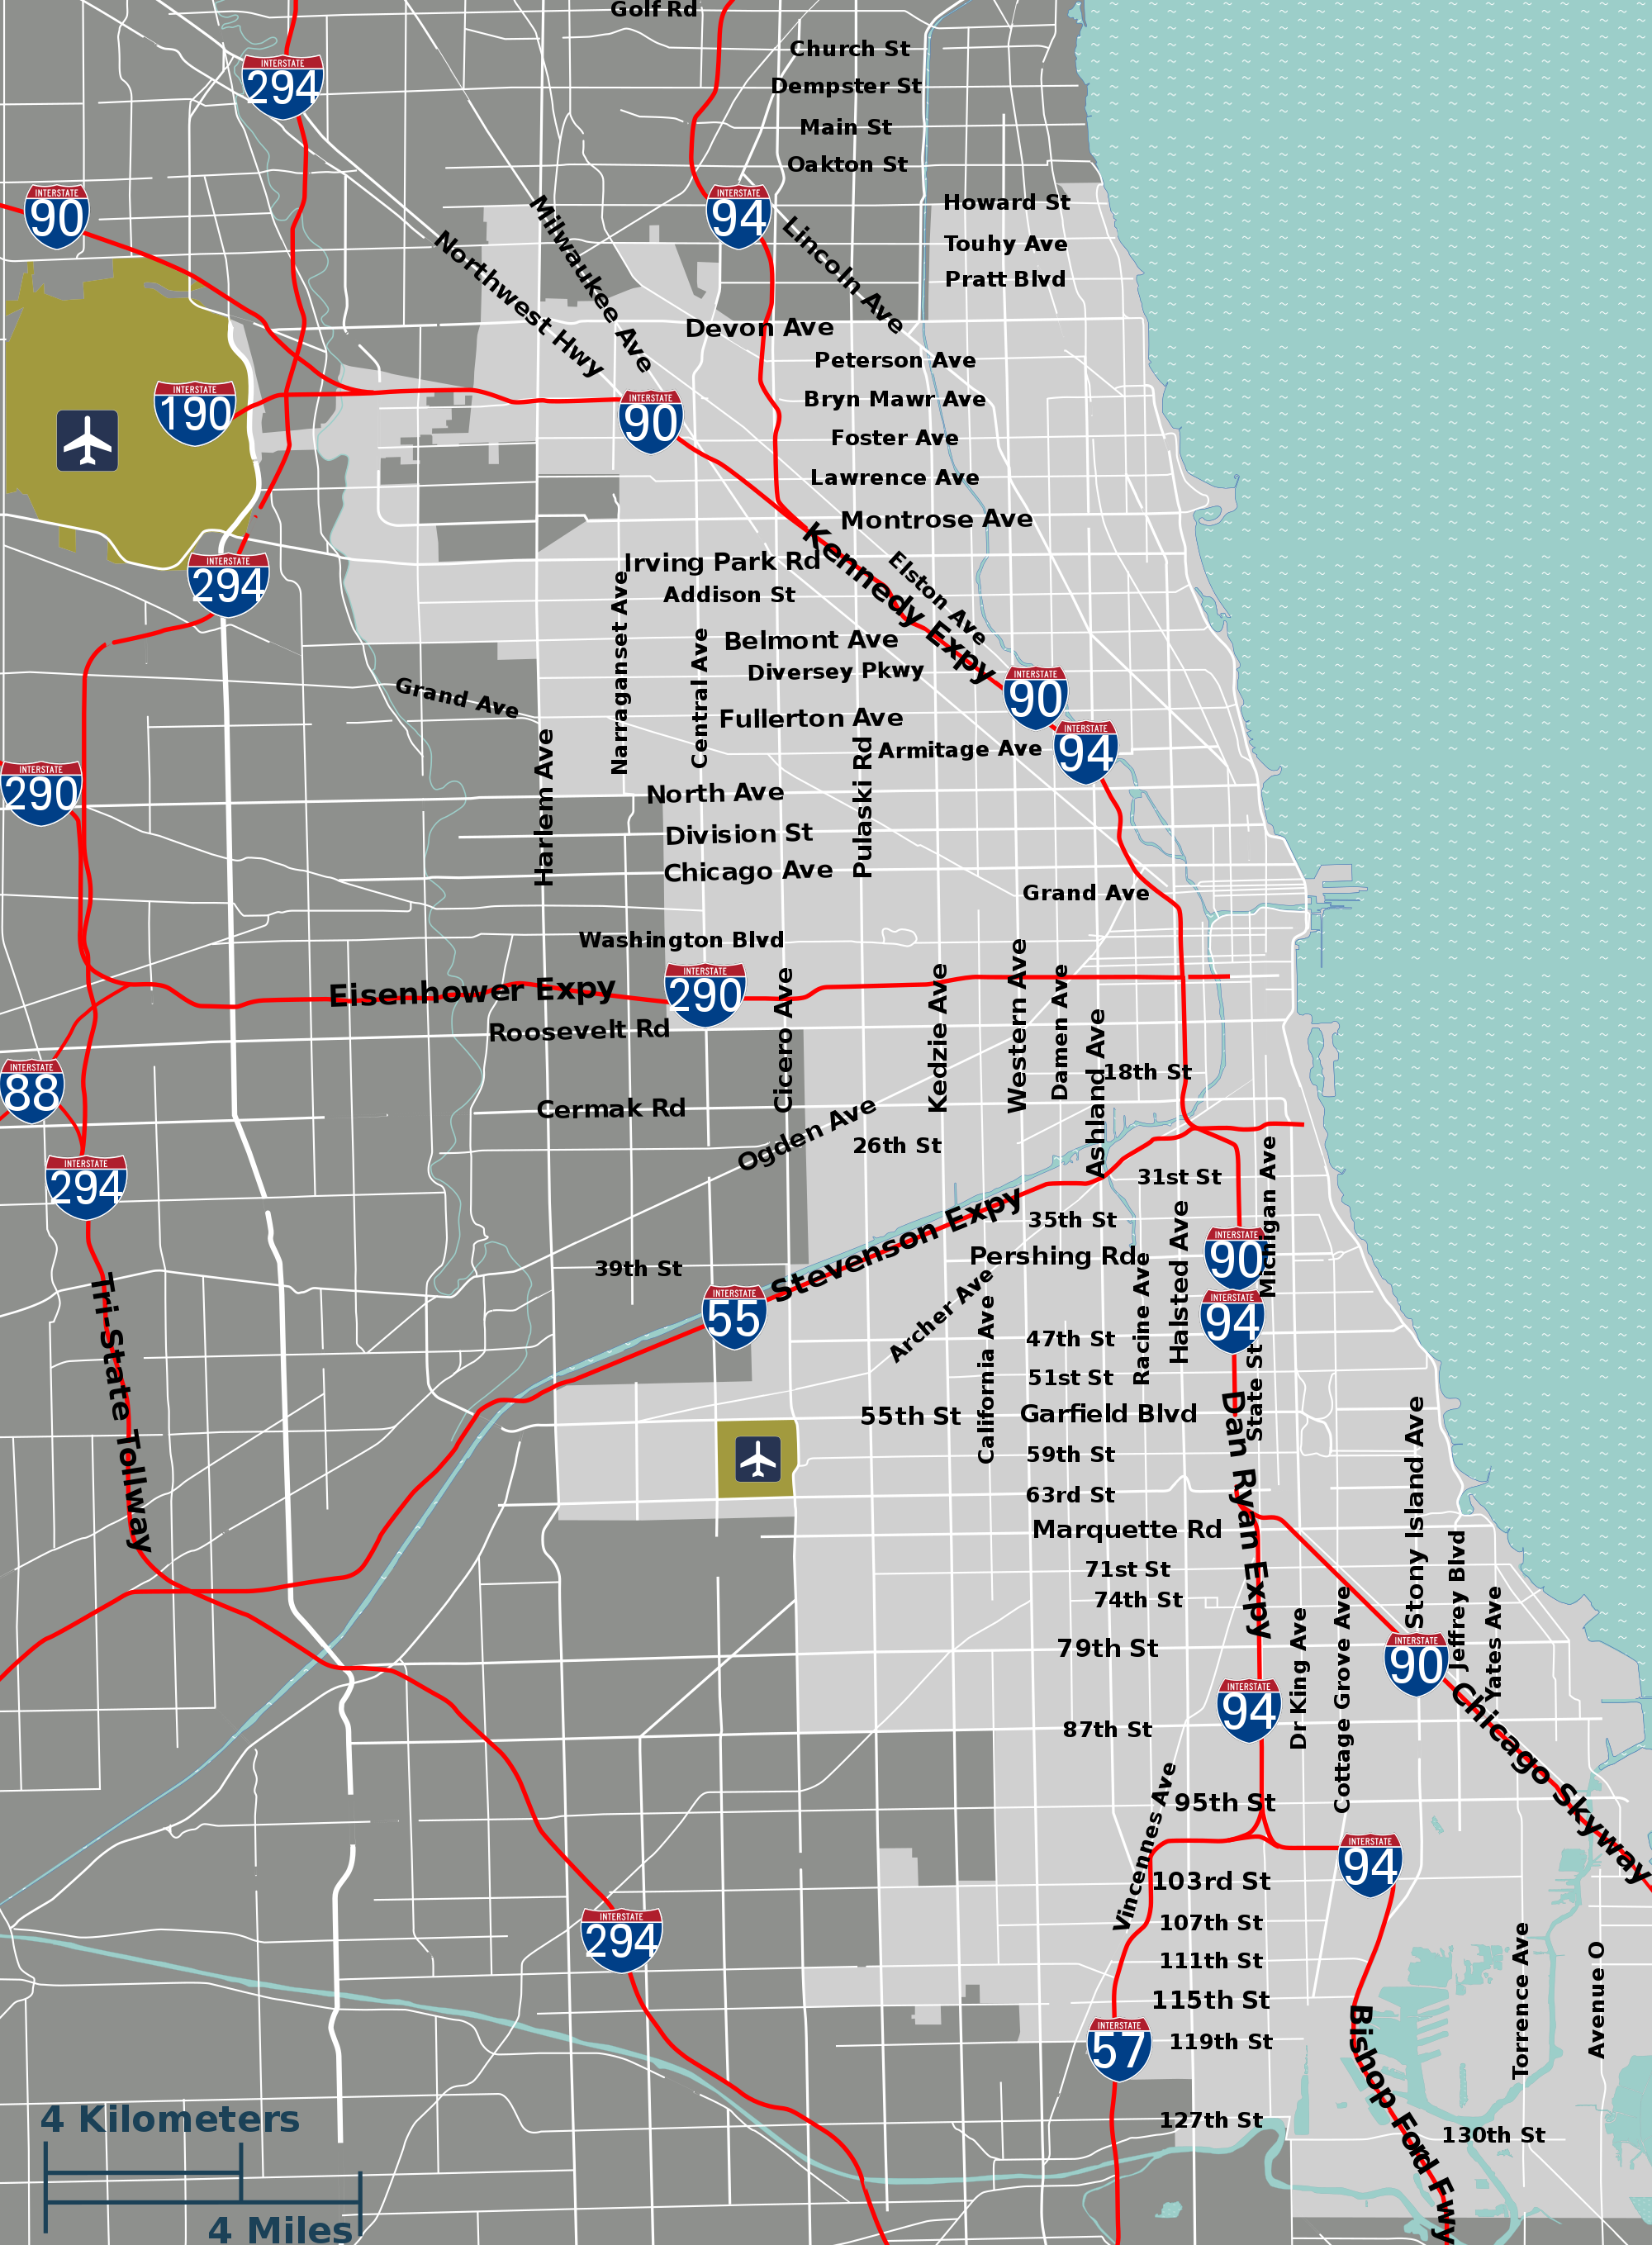 Golf Rd
Church St
INTERSTATE
294
Dempster St
Main St
Oakton St
INTERSTATE
90
INTERSTATE
94
Howard St
Milwaukee Ave
Lincoln Ave
Northwest Hwy
Touhy Ave
Pratt Blvd
Devon Ave
Peterson Ave
INTERSTATE
190
INTERSTATE
90
Bryn Mawr Ave
Foster Ave
Lawrence Ave
Montrose Ave
Kennedy Expy
Elston Ave
INTERSTATE
294
Irving Park Rd
Addison St
Narraganset Ave
Central Ave
Belmont Ave
Diversey Pkwy
INTERSTATE
90
Grand Ave
Fullerton Ave
INTERSTATE
94
Armitage Ave
Harlem Ave
Pulaski Rd
INTERSTATE
290
North Ave
Division St
Chicago Ave
Grand Ave
Washington Blvd
Eisenhower Expy
INTERSTATE
290
Cicero Ave
Kedzie Ave
Western Ave
Damen Ave
Ashland Ave
Roosevelt Rd
18th St
INTERSTATE
88
Cermak Rd
Ogden Ave
26th St
INTERSTATE
294
31st St
Michigan Ave
Stevenson Expy
35th St
Halsted Ave
INTERSTATE
90
Pershing Rd
39th St
Racine Ave
Archer Ave
California Ave
INTERSTATE
55
INTERSTATE
94
Tri-State Tollway
47th St
State St
51st St
55th St
Garfield Blvd
Dan Ryan Expy
Stony Island Ave
59th St
63rd St
Marquette Rd
Jeffrey Blvd
71st St
74th St
Yates Ave
Cottage Grove Ave
Dr King Ave
79th St
INTERSTATE
90
INTERSTATE
94
Chicago Skyway
87th St
Vincennes Ave
95th St
INTERSTATE
94
103rd St
INTERSTATE
294
107th St
Torrence Ave
Avenue O
111th St
115th St
Bishop Ford Fwy
INTERSTATE
57
119th St
127th St
130th St
4 Kilometers
4 Miles